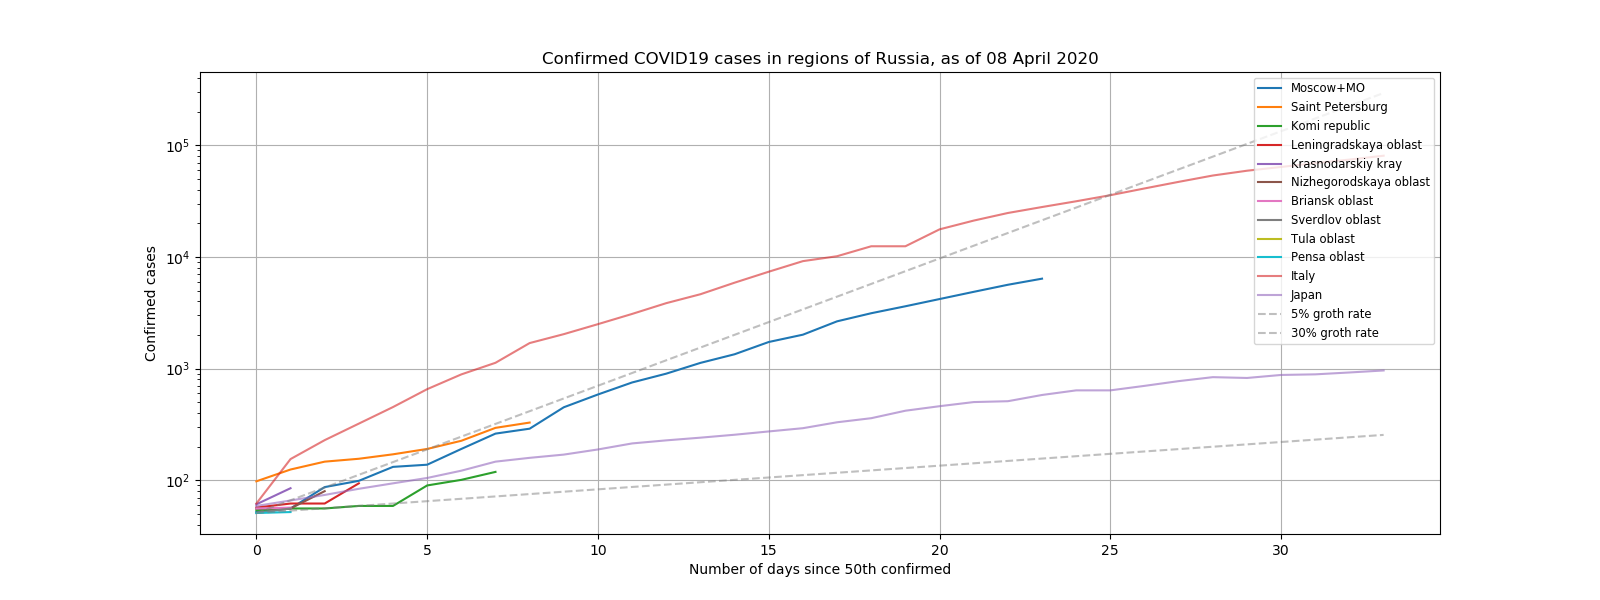 Confirmed COVID19 cases in regions of Russia, as of 08 April 2020
Confirmed cases
10^5
10^4
10^3
10^2
0 5 10 15 20 25 30
Number of days since 50th confirmed
Moscow+MO
Saint Petersburg
Komi republic
Leningradskaya oblast
Krasnodarskiy kray
Nizhegorodskaya oblast
Briansk oblast
Sverdlov oblast
Tula oblast
Pensa oblast
Italy
Japan
5% groth rate
30% groth rate